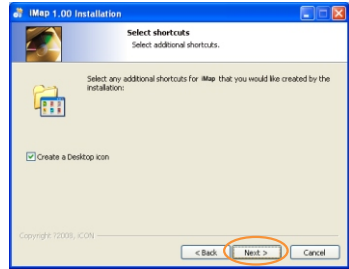 iMap 1.00 Installation
Select shortcuts
Select additional shortcuts.
Select any additional shortcuts for iMap that you would like created by the
installation:
Create a Desktop icon
Copyright ?2008, iCON
< Back
Next >
Cancel